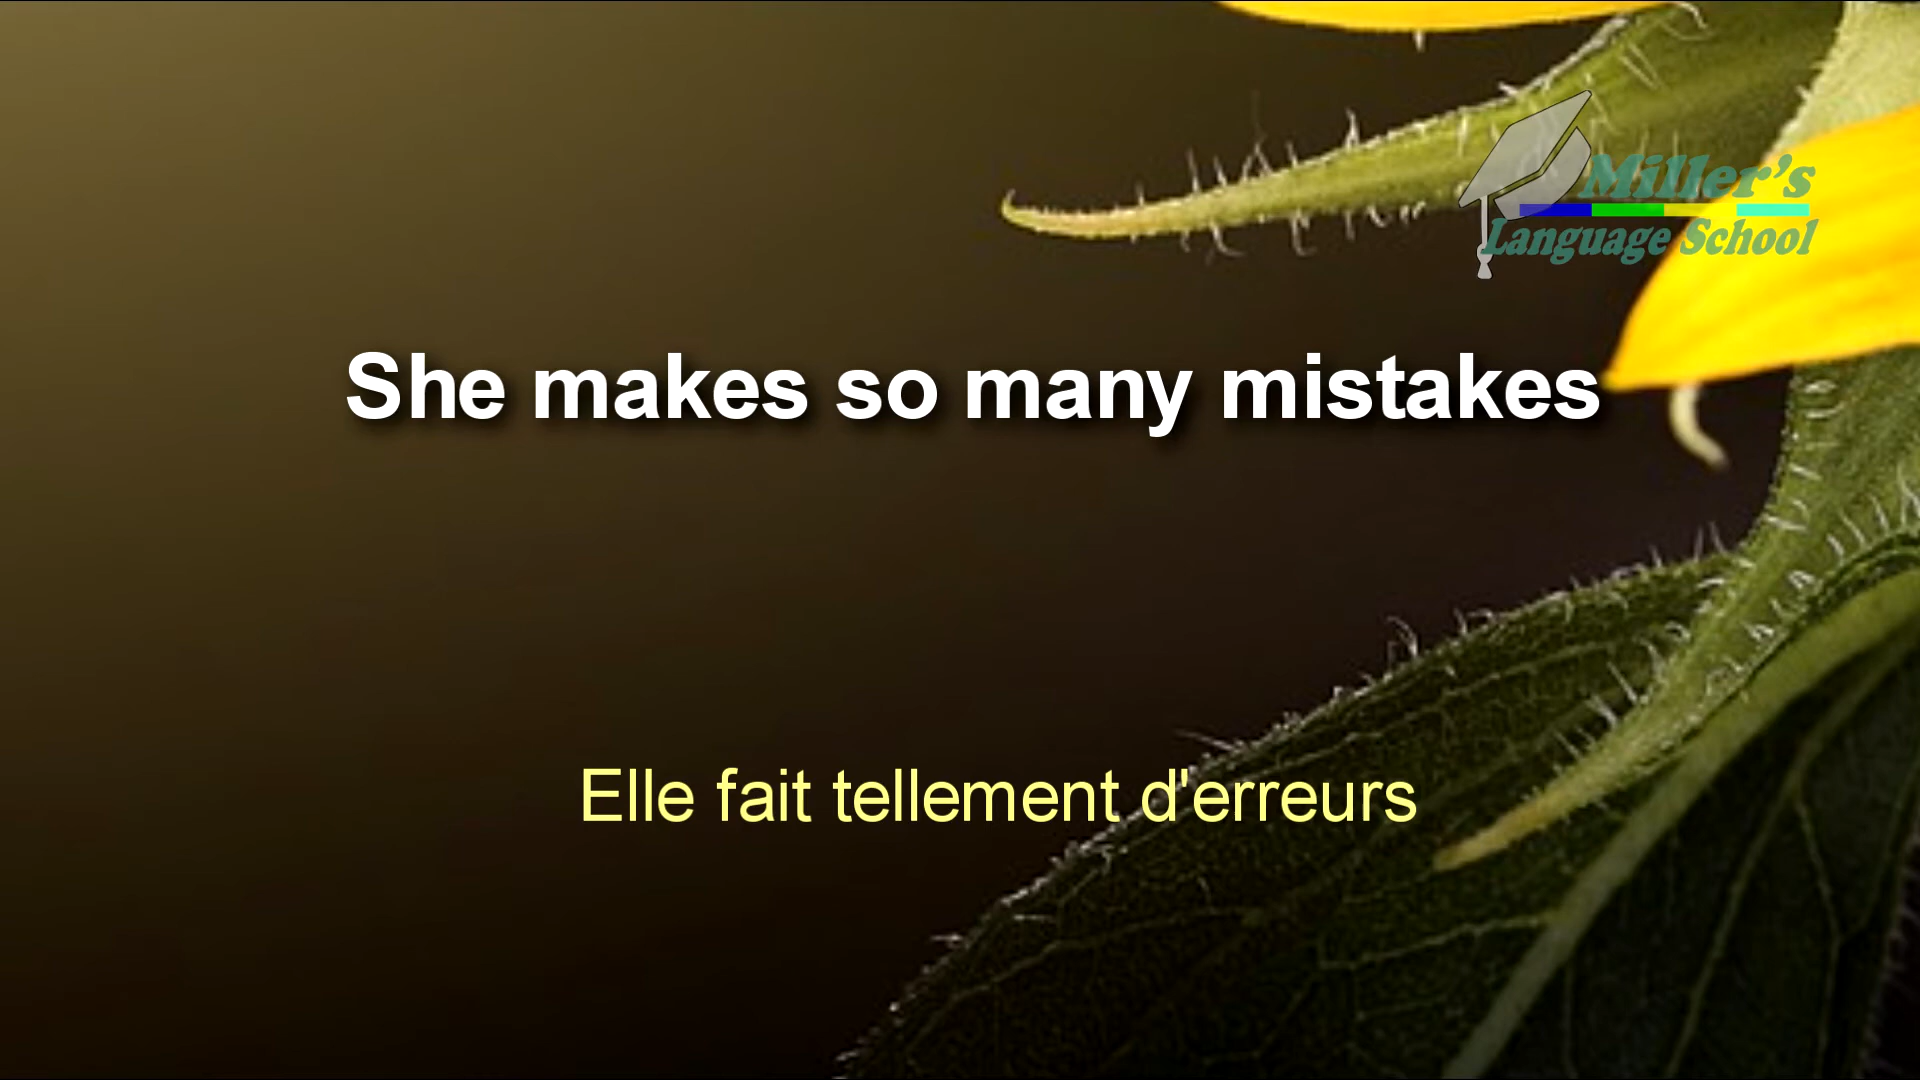 Miller's
Language School
She makes so many mistakes
Elle fait tellement d'erreurs